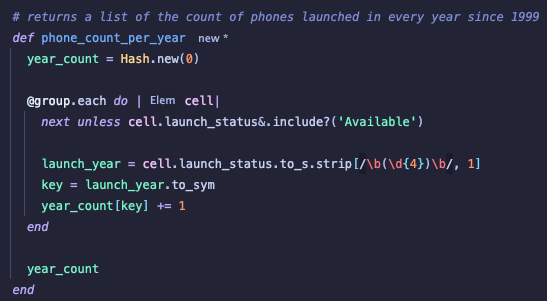 # returns a list of the count of phones launched in every year since 1999
def phone_count_per_year new *
year_count = Hash.new(0)
@group.each do | Elem cell|
next unless cell.launch_status&.include?('Available')
launch_year = cell.launch_status.to_s.strip[/\b(\d{4})\b/, 1]
key = launch_year.to_sym
year_count[key] += 1
end
year_count
end